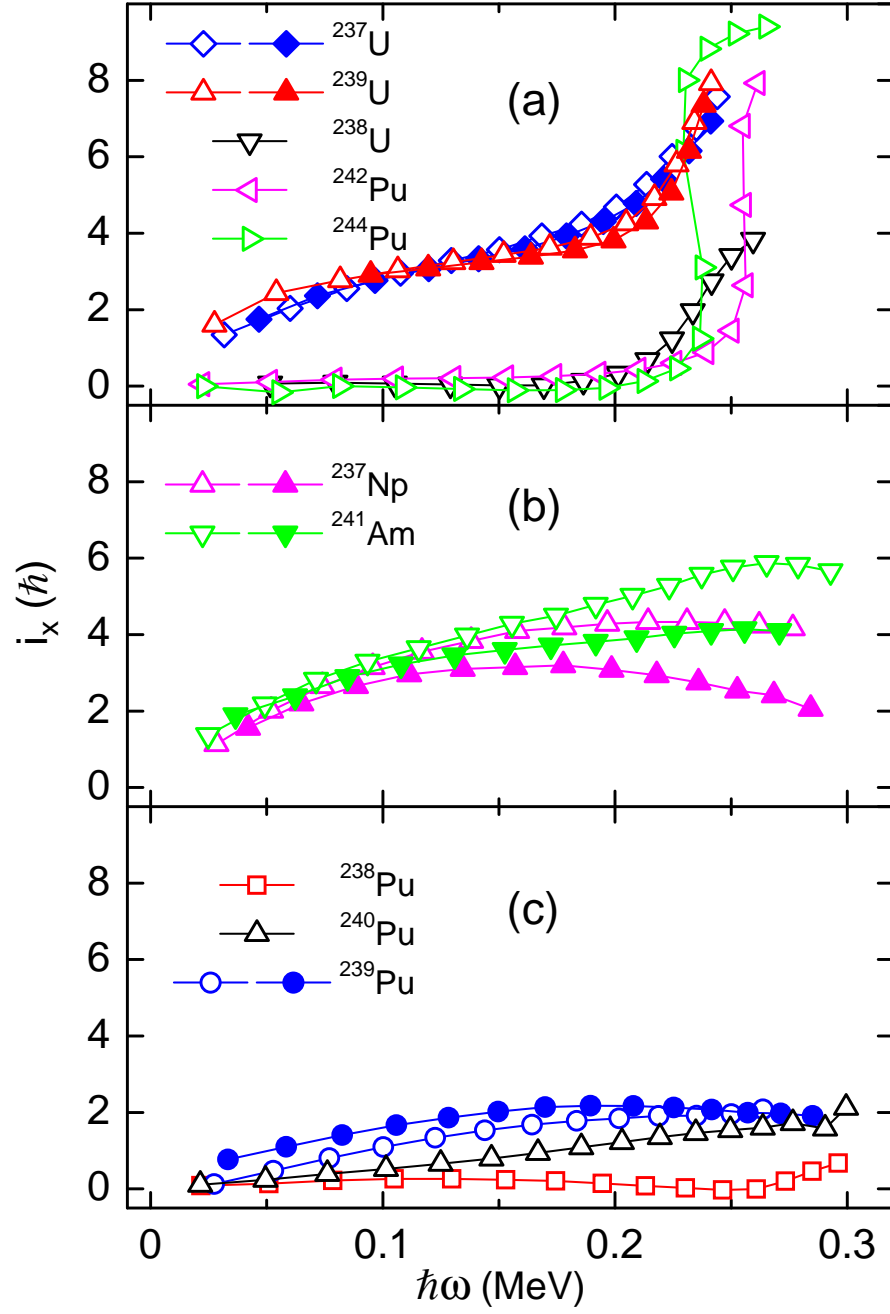 8
6
4
2
0
²³⁷U
²³⁹U
²³⁸U
²⁴²Pu
²⁴⁴Pu
(a)
8
6
4
2
0
²³⁷Np
²⁴¹Am
(b)
iₓ (ℏ)
8
6
4
2
0
²³⁸Pu
²⁴⁰Pu
²³⁹Pu
(c)
0 0.1 0.2 0.3
ℏω (MeV)